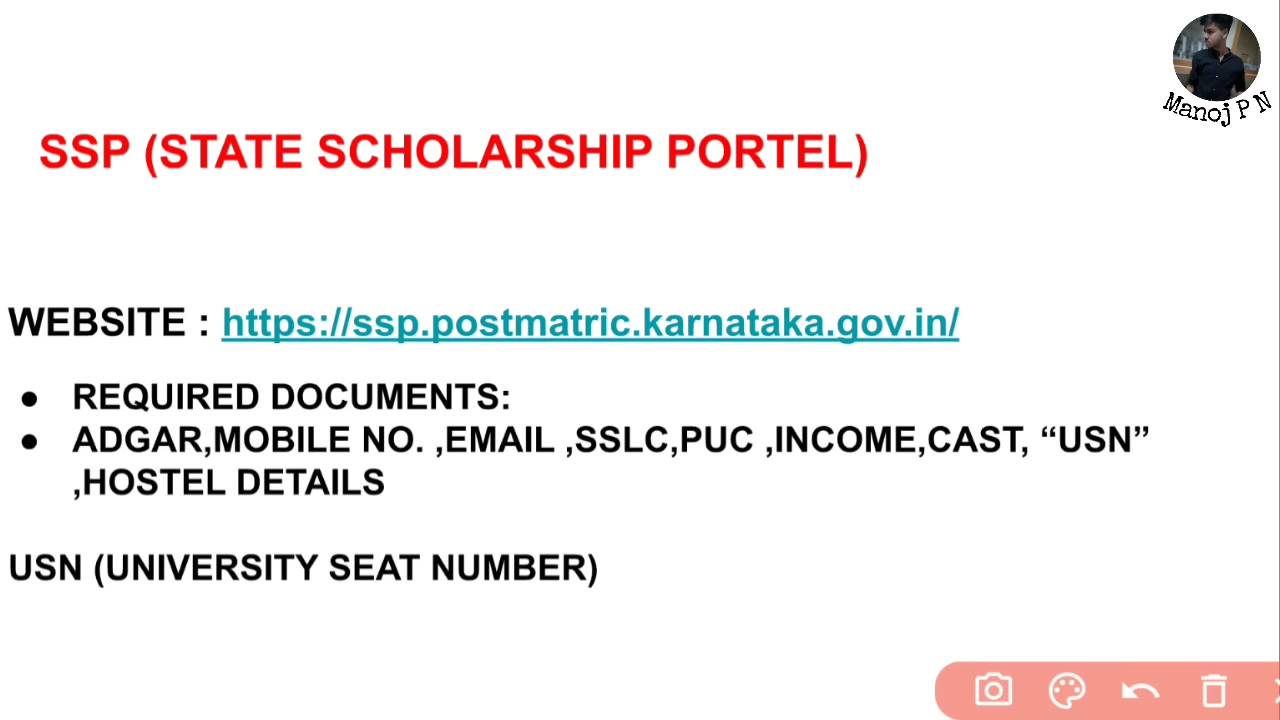 Manoj P N
SSP (STATE SCHOLARSHIP PORTEL)
WEBSITE : https://ssp.postmatric.karnataka.gov.in/
● REQUIRED DOCUMENTS:
● ADGAR,MOBILE NO. ,EMAIL ,SSLC,PUC ,INCOME,CAST, “USN”
,HOSTEL DETAILS
USN (UNIVERSITY SEAT NUMBER)